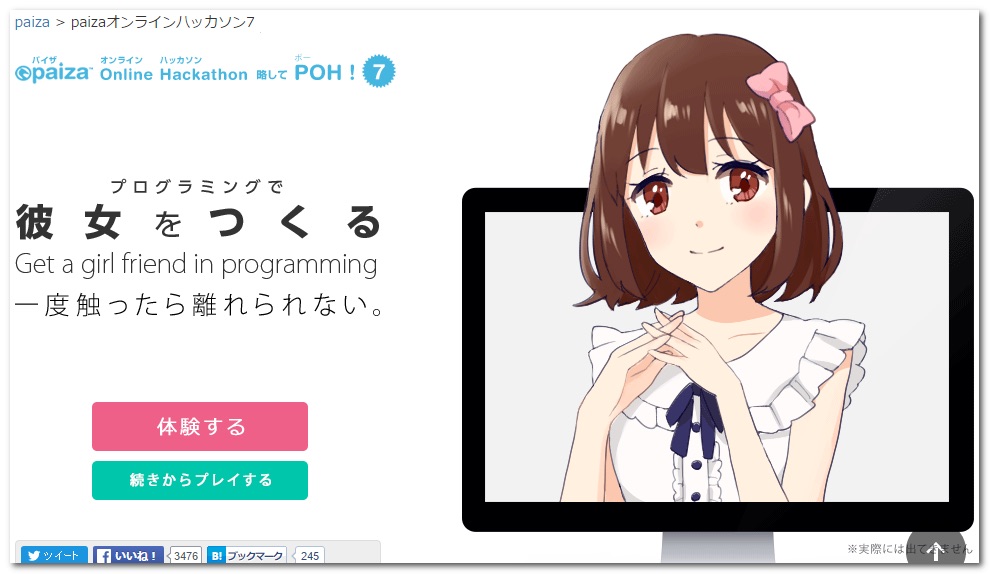 paiza > paizaオンラインハッカソン7
パイザ オンライン ハッカソン ポー
paiza Online Hackathon 略して POH! 7
プログラミングで
彼女をつくる
Get a girl friend in programming
一度触ったら離れられない。
体験する
続きからプレイする
ツイート いいね! 3476 B! ブックマーク 245
※実際には出てきません